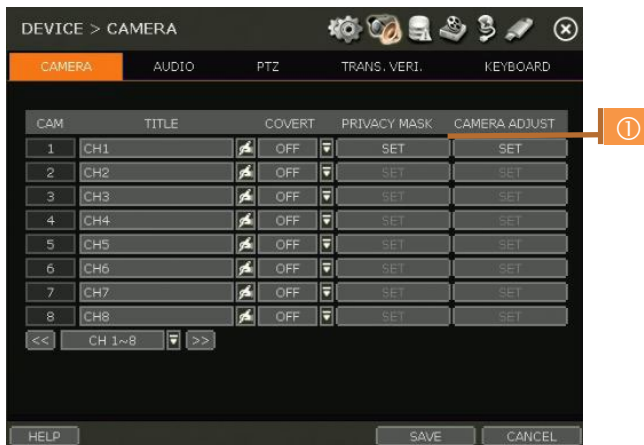 DEVICE > CAMERA
CAMERA AUDIO PTZ TRANS. VERI. KEYBOARD
CAM TITLE COVERT PRIVACY MASK CAMERA ADJUST
①
1 CH1 OFF SET SET
2 CH2 OFF SET SET
3 CH3 OFF SET SET
4 CH4 OFF SET SET
5 CH5 OFF SET SET
6 CH6 OFF SET SET
7 CH7 OFF SET SET
8 CH8 OFF SET SET
<< CH 1~8 >>
HELP SAVE CANCEL